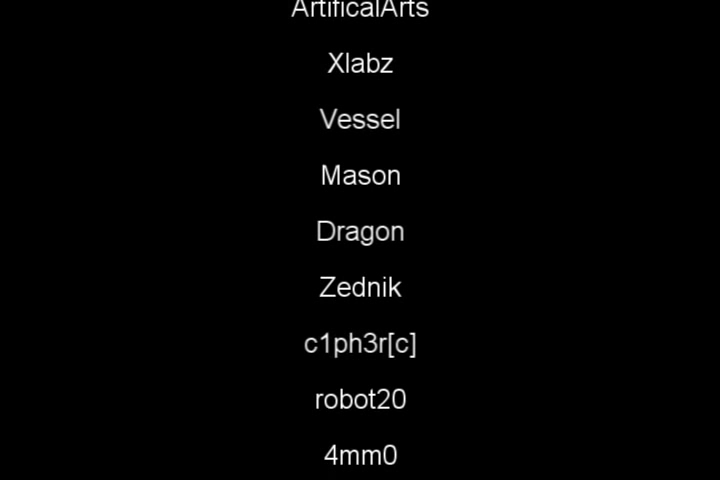 ArtificalArts
Xlabz
Vessel
Mason
Dragon
Zednik
c1ph3r[c]
robot20
4mm0